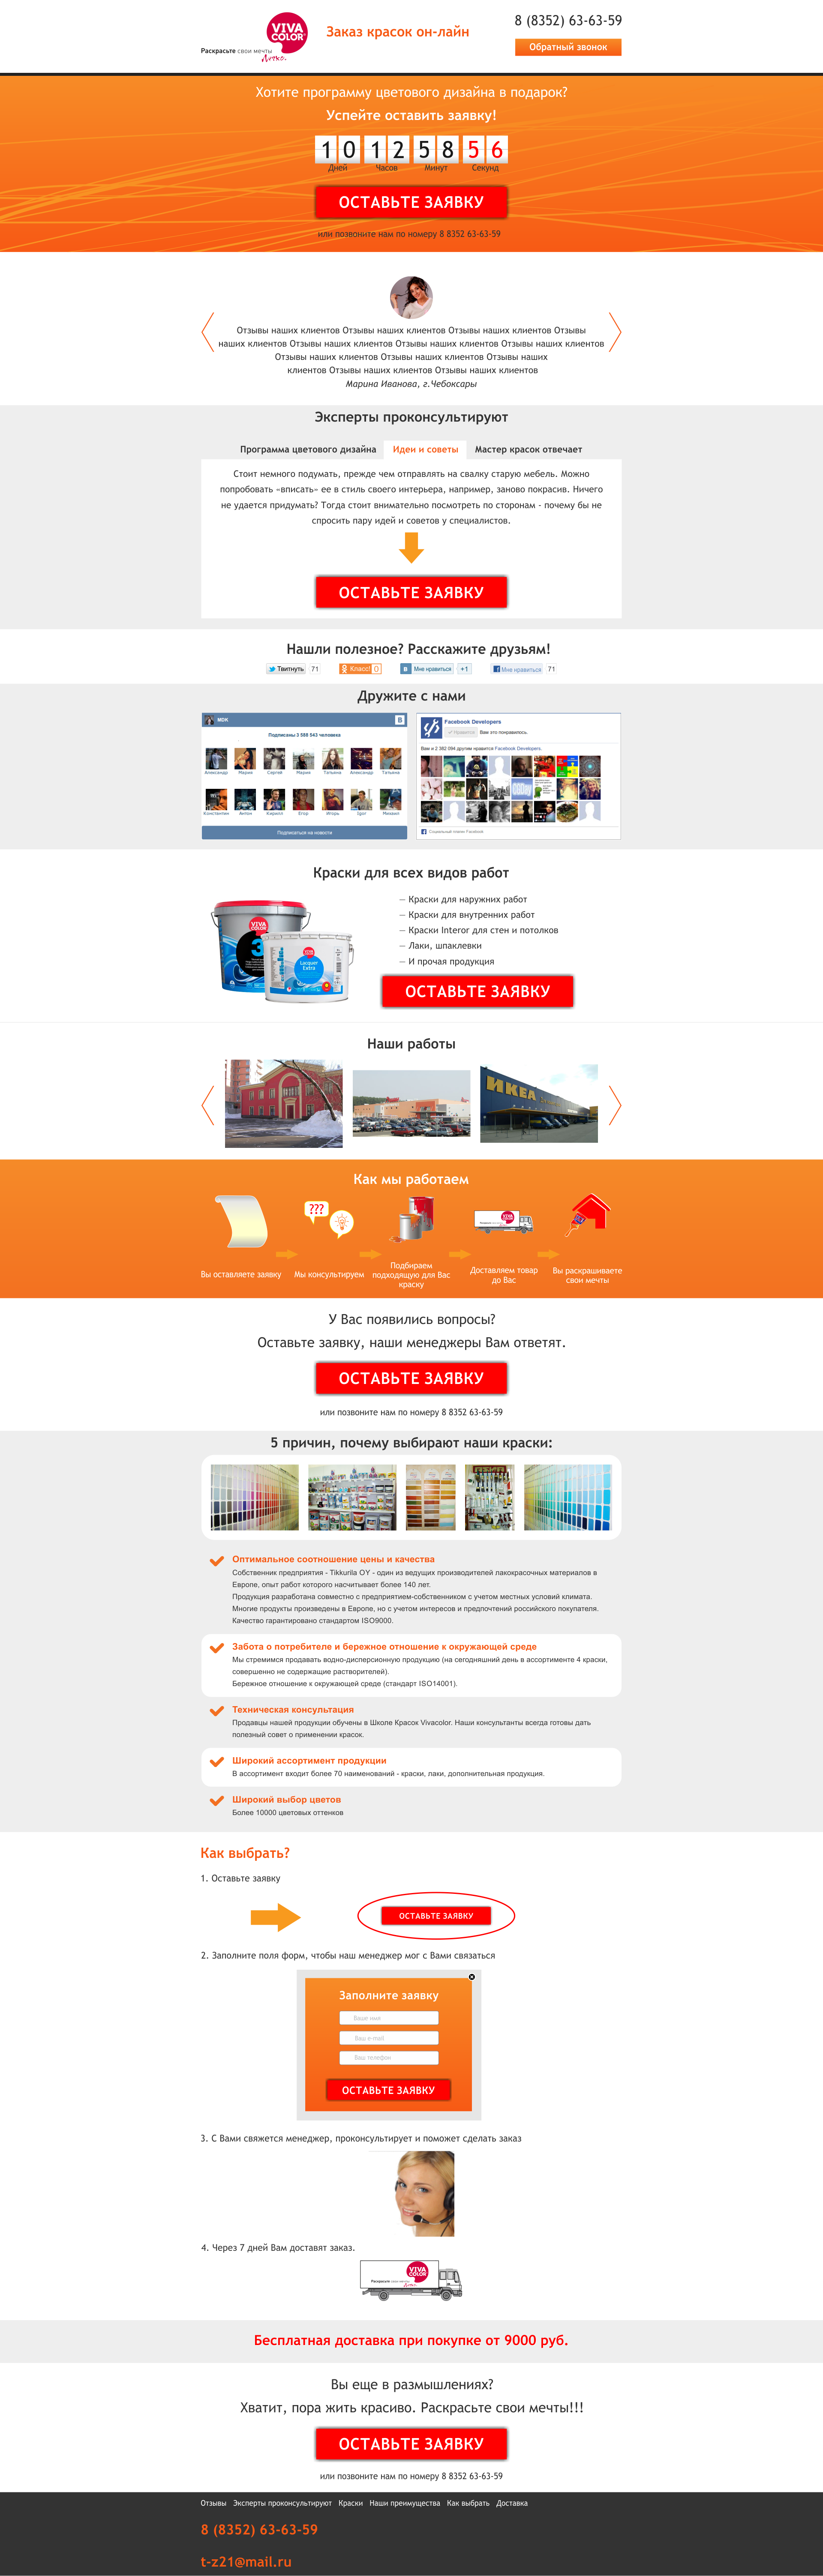 VIVA
COLOR
Раскрасьте свои мечты
Легко.
Заказ красок он-лайн
8 (8352) 63-63-59
Обратный звонок
Хотите программу цветового дизайна в подарок?
Успейте оставить заявку!
10 12 58 56
Дней Часов Минут Секунд
ОСТАВЬТЕ ЗАЯВКУ
или позвоните нам по номеру 8 8352 63-63-59
Отзывы наших клиентов Отзывы наших клиентов Отзывы наших клиентов Отзывы
наших клиентов Отзывы наших клиентов Отзывы наших клиентов Отзывы наших клиентов
Отзывы наших клиентов Отзывы наших клиентов Отзывы наших
клиентов Отзывы наших клиентов Отзывы наших клиентов
Марина Иванова, г.Чебоксары
Эксперты проконсультируют
Программа цветового дизайна Идеи и советы Мастер красок отвечает
Стоит немного подумать, прежде чем отправлять на свалку старую мебель. Можно
попробовать «вписать» ее в стиль своего интерьера, например, заново покрасив. Ничего
не удается придумать? Тогда стоит внимательно посмотреть по сторонам - почему бы не
спросить пару идей и советов у специалистов.
ОСТАВЬТЕ ЗАЯВКУ
Нашли полезное? Расскажите друзьям!
Твитнуть 71 Класс! 0 В Мне нравиться +1 Мне нравиться 71
Дружите с нами
MDK B
Подписаны 3 588 543 человека
Александр Мария Сергей Мария Татьяна Александр Татьяна
Константин Антон Кирилл Егор Игорь Igor Михаил
Подписаться на новости
Facebook Developers
Нравится Вам это понравилось.
Вам и 2 382 094 другим нравится Facebook Developers.
Социальный плагин Facebook
Краски для всех видов работ
VIVA
COLOR
3
Lacquer
Extra
— Краски для наружних работ
— Краски для внутренних работ
— Краски Interor для стен и потолков
— Лаки, шпаклевки
— И прочая продукция
ОСТАВЬТЕ ЗАЯВКУ
Наши работы
ИКЕА
Как мы работаем
???
VIVA
COLOR
Вы оставляете заявку
Мы консультируем
Подбираем
подходящую для Вас
краску
Доставляем товар
до Вас
Вы раскрашиваете
свои мечты
У Вас появились вопросы?
Оставьте заявку, наши менеджеры Вам ответят.
ОСТАВЬТЕ ЗАЯВКУ
или позвоните нам по номеру 8 8352 63-63-59
5 причин, почему выбирают наши краски:
Оптимальное соотношение цены и качества
Собственник предприятия - Tikkurila OY - один из ведущих производителей лакокрасочных материалов в
Европе, опыт работ которого насчитывает более 140 лет.
Продукция разработана совместно с предприятием-собственником с учетом местных условий климата.
Многие продукты произведены в Европе, но с учетом интересов и предпочтений российского покупателя.
Качество гарантировано стандартом ISO9000.
Забота о потребителе и бережное отношение к окружающей среде
Мы стремимся продавать водно-дисперсионную продукцию (на сегодняшний день в ассортименте 4 краски,
совершенно не содержащие растворителей).
Бережное отношение к окружающей среде (стандарт ISO14001).
Техническая консультация
Продавцы нашей продукции обучены в Школе Красок Vivacolor. Наши консультанты всегда готовы дать
полезный совет о применении красок.
Широкий ассортимент продукции
В ассортимент входит более 70 наименований - краски, лаки, дополнительная продукция.
Широкий выбор цветов
Более 10000 цветовых оттенков
Как выбрать?
1. Оставьте заявку
ОСТАВЬТЕ ЗАЯВКУ
2. Заполните поля форм, чтобы наш менеджер мог с Вами связаться
Заполните заявку
Ваше имя
Ваш e-mail
Ваш телефон
ОСТАВЬТЕ ЗАЯВКУ
3. С Вами свяжется менеджер, проконсультирует и поможет сделать заказ
4. Через 7 дней Вам доставят заказ.
VIVA
COLOR
Раскрасьте свои мечты
Легко.
Бесплатная доставка при покупке от 9000 руб.
Вы еще в размышлениях?
Хватит, пора жить красиво. Раскрасьте свои мечты!!!
ОСТАВЬТЕ ЗАЯВКУ
или позвоните нам по номеру 8 8352 63-63-59
Отзывы Эксперты проконсультируют Краски Наши преимущества Как выбрать Доставка
8 (8352) 63-63-59
t-z21@mail.ru